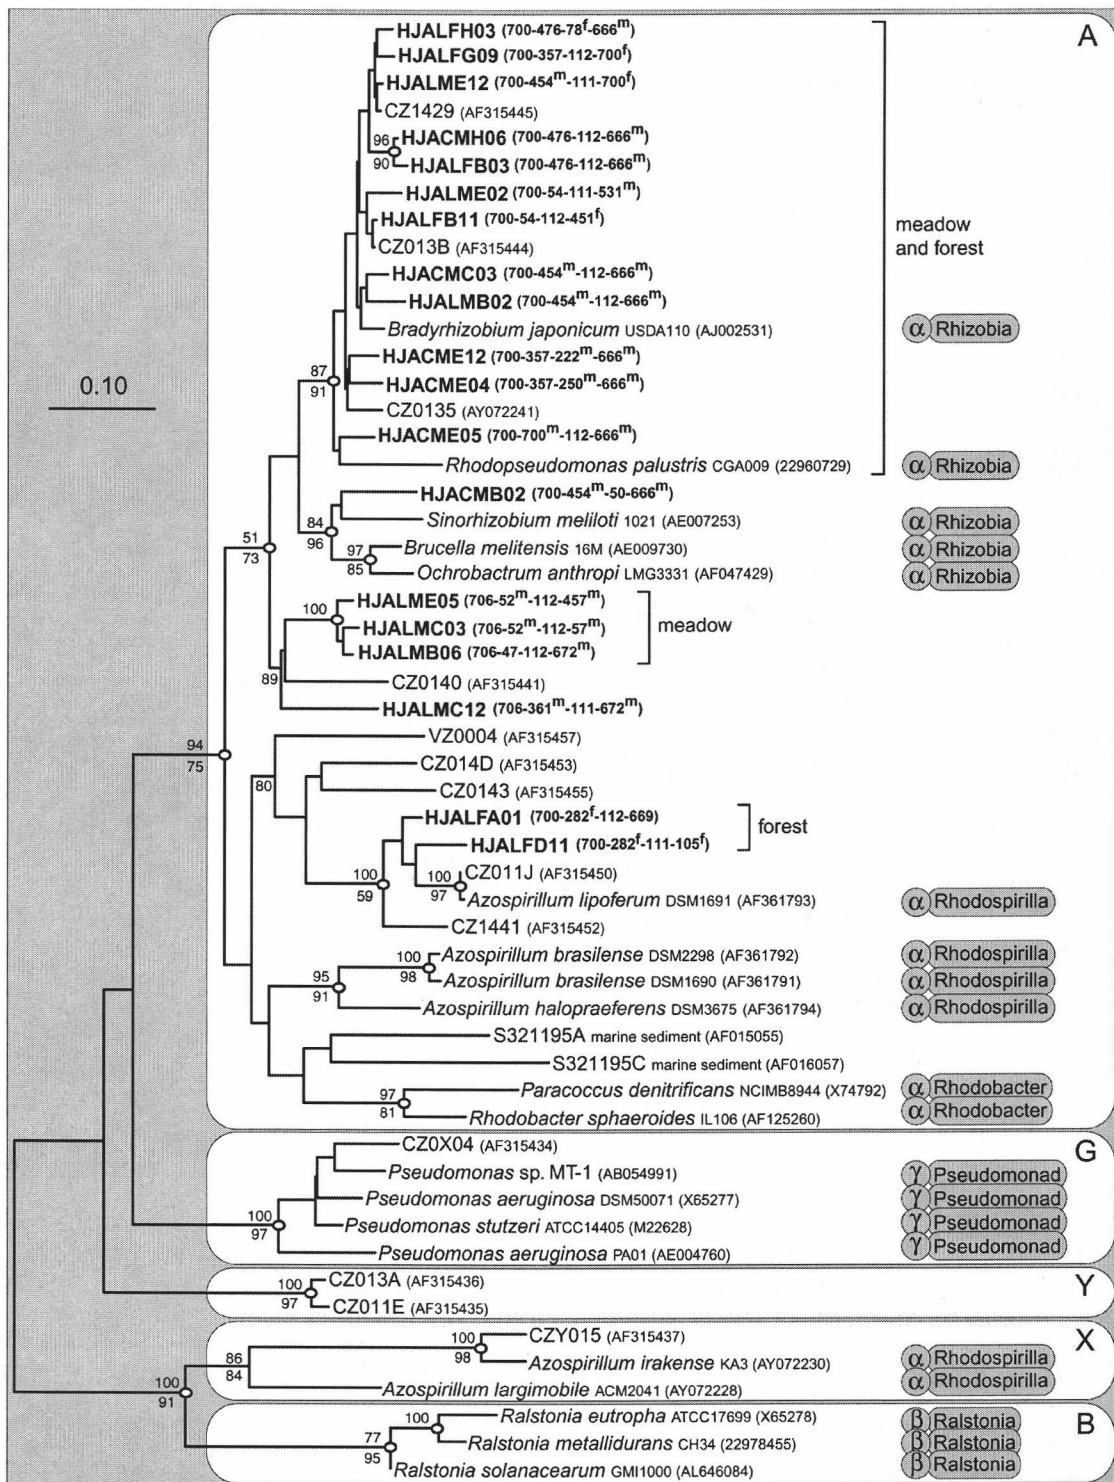 A
HJALFH03 (700-476-78f-666m)
HJALFG09 (700-357-112-700f)
HJALME12 (700-454m-111-700f)
CZ1429 (AF315445)
96
HJACMH06 (700-476-112-666m)
90
HJALFB03 (700-476-112-666m)
HJALME02 (700-54-111-531m)
HJALFB11 (700-54-112-451f)
meadow
and forest
CZ013B (AF315444)
HJACMC03 (700-454m-112-666m)
HJALMB02 (700-454m-112-666m)
Bradyrhizobium japonicum USDA110 (AJ002531) α Rhizobia
HJACME12 (700-357-222m-666m)
87
0.10
91
HJACME04 (700-357-250m-666m)
CZ0135 (AY072241)
HJACME05 (700-700m-112-666m)
Rhodopseudomonas palustris CGA009 (22960729) α Rhizobia
HJACMB02 (700-454m-50-666m)
84
Sinorhizobium meliloti 1021 (AE007253) α Rhizobia
51
73
96
97
Brucella melitensis 16M (AE009730) α Rhizobia
85
Ochrobactrum anthropi LMG3331 (AF047429) α Rhizobia
100
HJALME05 (706-52m-112-457m)
HJALMC03 (706-52m-112-57m)
meadow
HJALMB06 (706-47-112-672m)
89
CZ0140 (AF315441)
HJALMC12 (706-361m-111-672m)
VZ0004 (AF315457)
94
75
80
CZ014D (AF315453)
CZ0143 (AF315455)
HJALFA01 (700-282f-112-669)
forest
HJALFD11 (700-282f-111-105f)
100
59
100
97
CZ011J (AF315450)
Azospirillum lipoferum DSM1691 (AF361793) α Rhodospirilla
CZ1441 (AF315452)
100
98
Azospirillum brasilense DSM2298 (AF361792) α Rhodospirilla
95
91
Azospirillum brasilense DSM1690 (AF361791) α Rhodospirilla
Azospirillum halopraeferens DSM3675 (AF361794) α Rhodospirilla
S321195A marine sediment (AF015055)
S321195C marine sediment (AF016057)
97
81
Paracoccus denitrificans NCIMB8944 (X74792) α Rhodobacter
Rhodobacter sphaeroides IL106 (AF125260) α Rhodobacter
G
CZ0X04 (AF315434)
Pseudomonas sp. MT-1 (AB054991) γ Pseudomonad
Pseudomonas aeruginosa DSM50071 (X65277) γ Pseudomonad
100
97
Pseudomonas stutzeri ATCC14405 (M22628) γ Pseudomonad
Pseudomonas aeruginosa PA01 (AE004760) γ Pseudomonad
Y
100
97
CZ013A (AF315436)
CZ011E (AF315435)
X
100
98
CZY015 (AF315437)
86
84
Azospirillum irakense KA3 (AY072230) α Rhodospirilla
Azospirillum largimobile ACM2041 (AY072228) α Rhodospirilla
100
91
B
100
Ralstonia eutropha ATCC17699 (X65278) β Ralstonia
77
95
Ralstonia metallidurans CH34 (22978455) β Ralstonia
Ralstonia solanacearum GMI1000 (AL646084) β Ralstonia